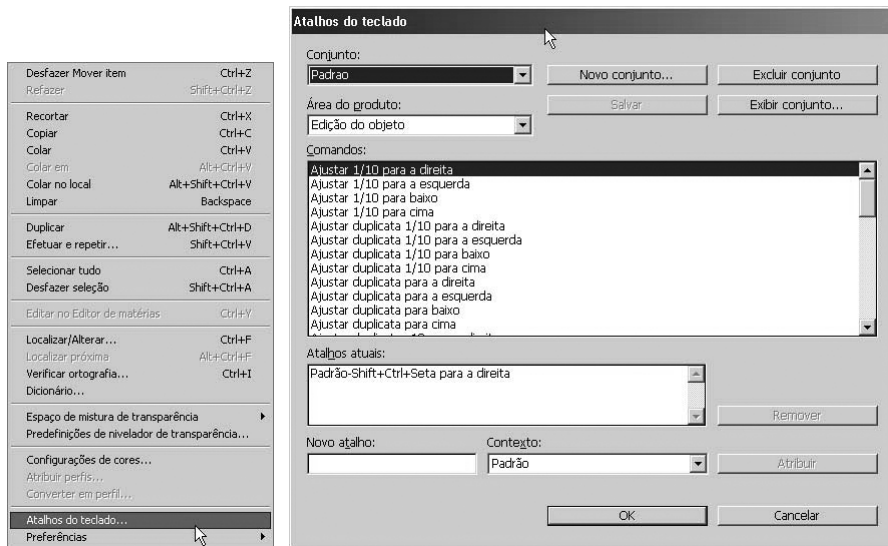 Desfazer Mover item Ctrl+Z
Refazer Shift+Ctrl+Z
Recortar Ctrl+X
Copiar Ctrl+C
Colar Ctrl+V
Colar em Alt+Ctrl+V
Colar no local Alt+Shift+Ctrl+V
Limpar Backspace
Duplicar Alt+Shift+Ctrl+D
Efetuar e repetir... Shift+Ctrl+V
Selecionar tudo Ctrl+A
Desfazer seleção Shift+Ctrl+A
Editar no Editor de matérias Ctrl+Y
Localizar/Alterar... Ctrl+F
Localizar próxima Alt+Ctrl+F
Verificar ortografia... Ctrl+I
Dicionário...
Espaço de mistura de transparência
Predefinições de nivelador de transparência...
Configurações de cores...
Atribuir perfis...
Converter em perfil...
Atalhos do teclado...
Preferências
Atalhos do teclado
Conjunto:
Padrao Novo conjunto... Excluir conjunto
Área do produto: Salvar Exibir conjunto...
Edição do objeto
Comandos:
Ajustar 1/10 para a direita
Ajustar 1/10 para a esquerda
Ajustar 1/10 para baixo
Ajustar 1/10 para cima
Ajustar duplicata 1/10 para a direita
Ajustar duplicata 1/10 para a esquerda
Ajustar duplicata 1/10 para baixo
Ajustar duplicata 1/10 para cima
Ajustar duplicata para a direita
Ajustar duplicata para a esquerda
Ajustar duplicata para baixo
Ajustar duplicata para cima
Atalhos atuais:
Padrão-Shift+Ctrl+Seta para a direita
Remover
Novo atalho: Contexto:
Padrão Atribuir
OK Cancelar